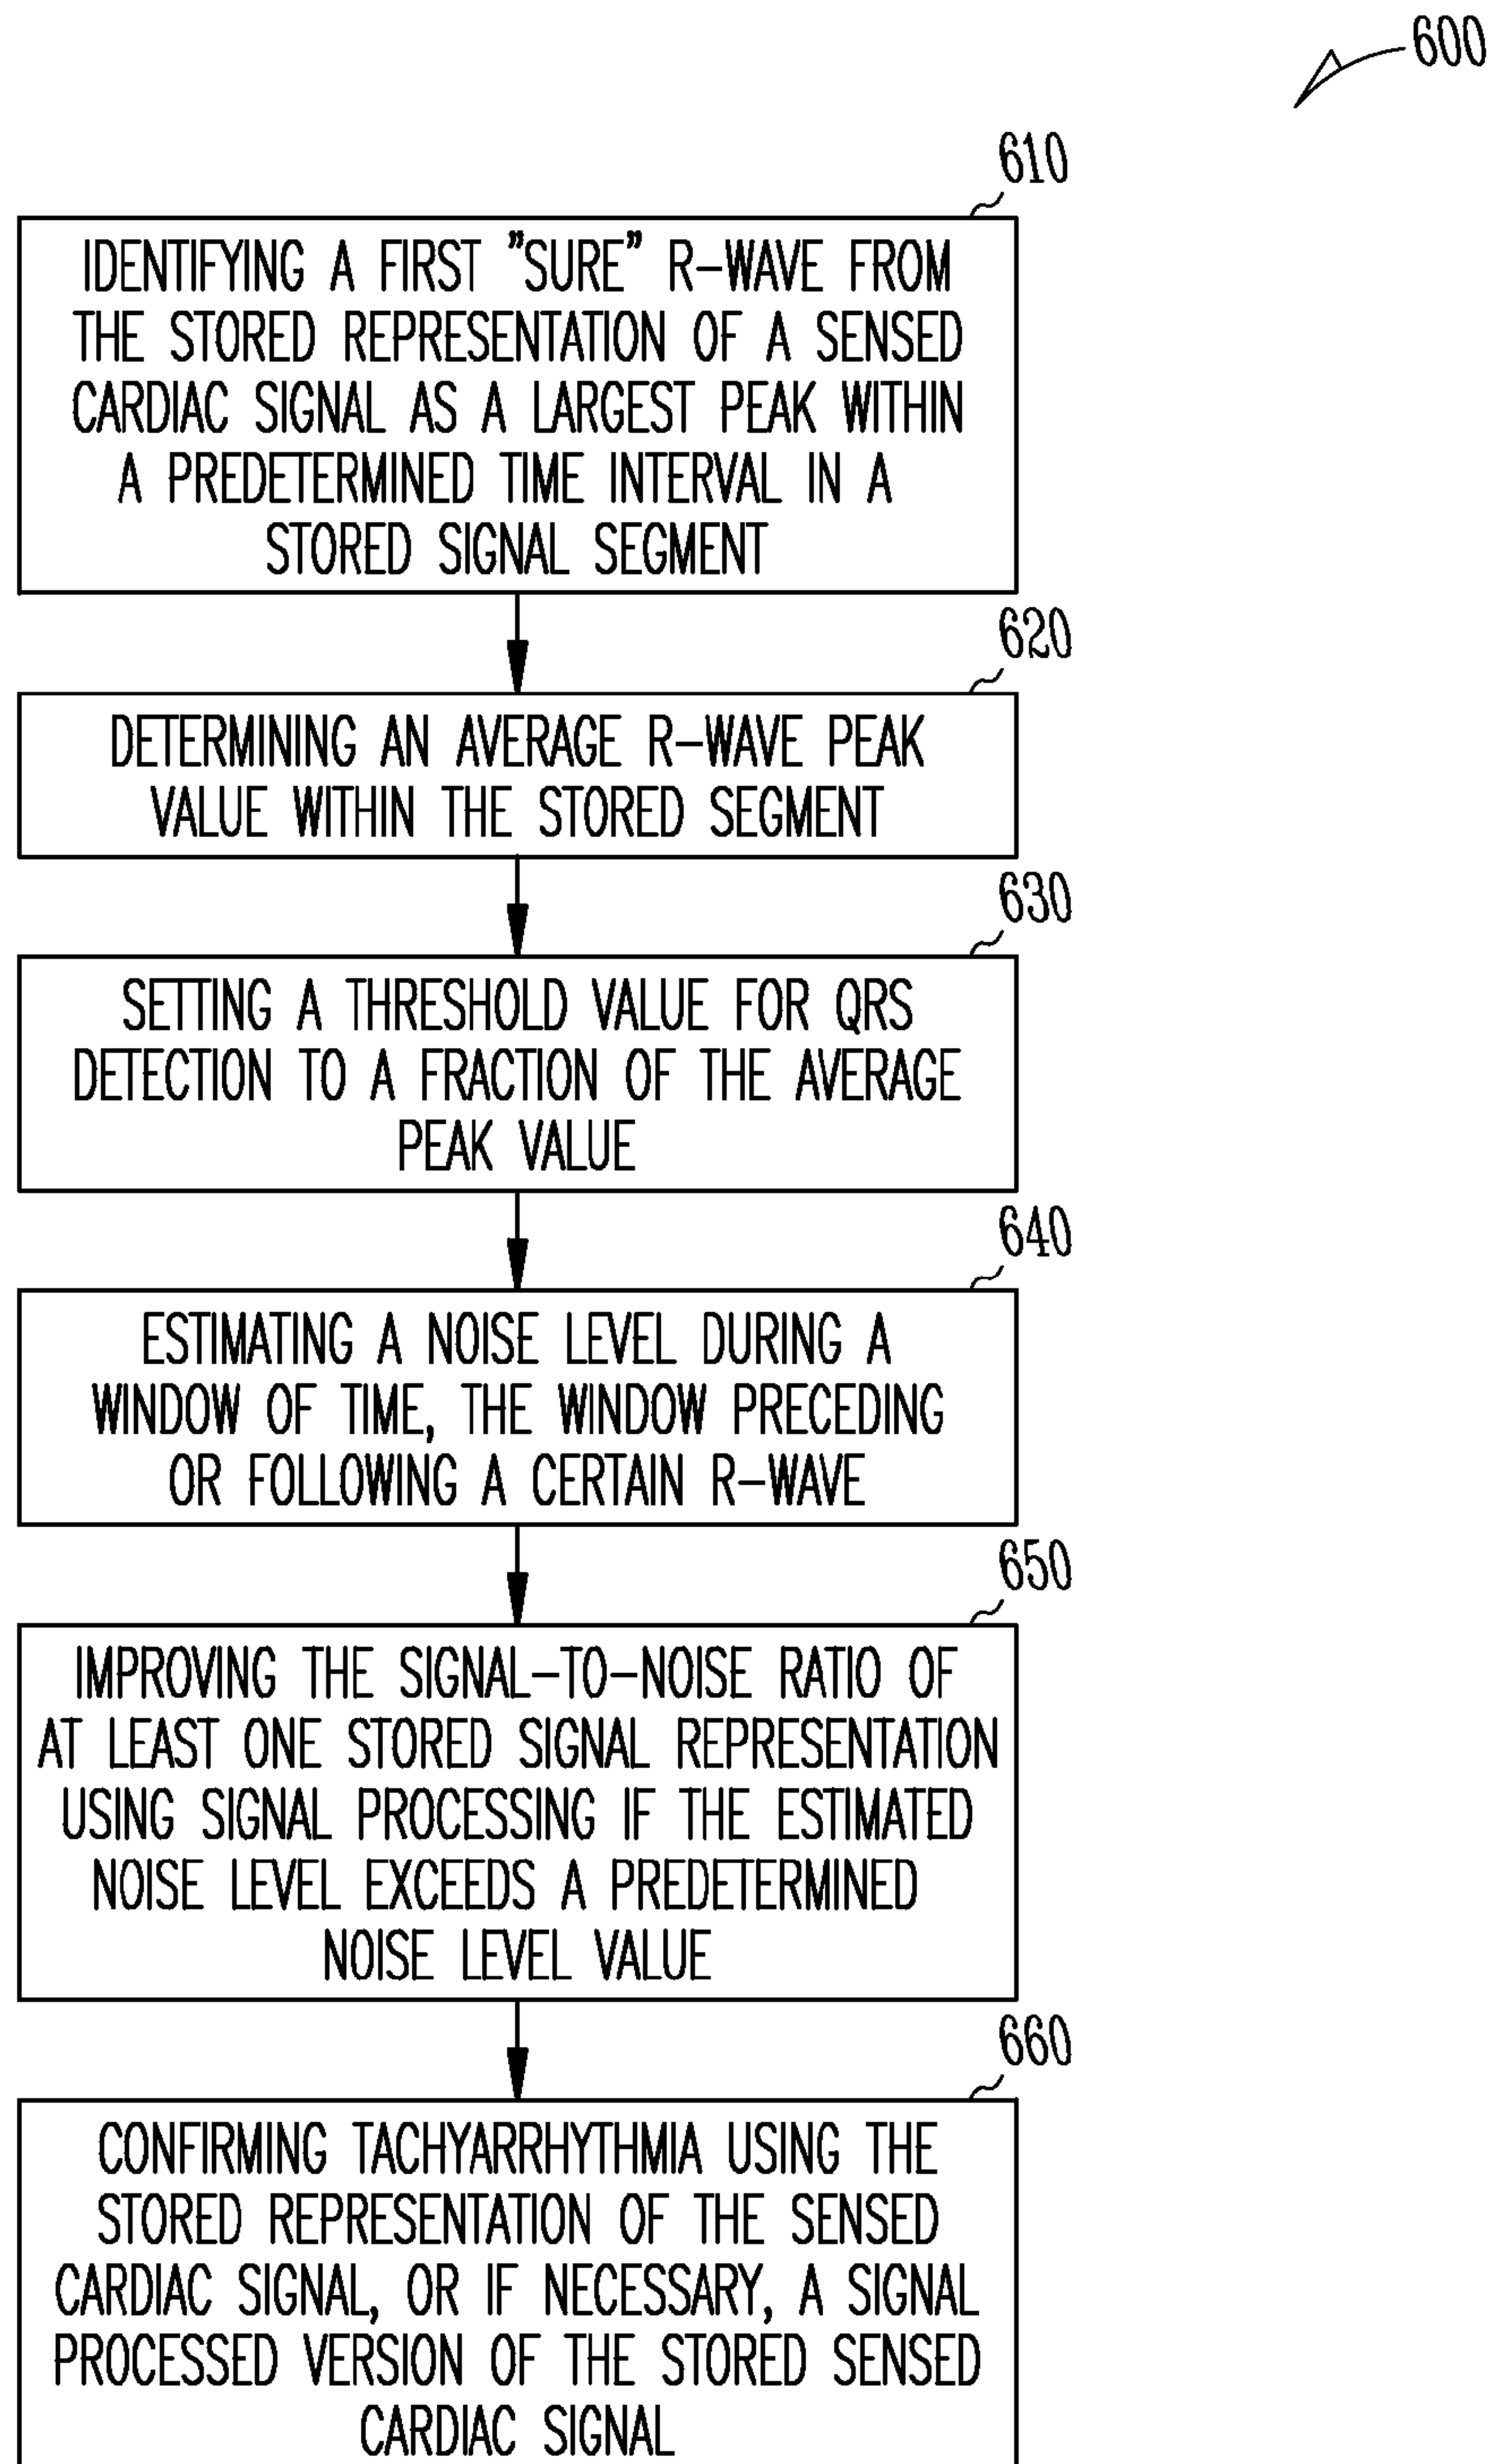 600
610
IDENTIFYING A FIRST "SURE" R-WAVE FROM
THE STORED REPRESENTATION OF A SENSED
CARDIAC SIGNAL AS A LARGEST PEAK WITHIN
A PREDETERMINED TIME INTERVAL IN A
STORED SIGNAL SEGMENT
620
DETERMINING AN AVERAGE R-WAVE PEAK
VALUE WITHIN THE STORED SEGMENT
630
SETTING A THRESHOLD VALUE FOR QRS
DETECTION TO A FRACTION OF THE AVERAGE
PEAK VALUE
640
ESTIMATING A NOISE LEVEL DURING A
WINDOW OF TIME, THE WINDOW PRECEDING
OR FOLLOWING A CERTAIN R-WAVE
650
IMPROVING THE SIGNAL-TO-NOISE RATIO OF
AT LEAST ONE STORED SIGNAL REPRESENTATION
USING SIGNAL PROCESSING IF THE ESTIMATED
NOISE LEVEL EXCEEDS A PREDETERMINED
NOISE LEVEL VALUE
660
CONFIRMING TACHYARRHYTHMIA USING THE
STORED REPRESENTATION OF THE SENSED
CARDIAC SIGNAL, OR IF NECESSARY, A SIGNAL
PROCESSED VERSION OF THE STORED SENSED
CARDIAC SIGNAL